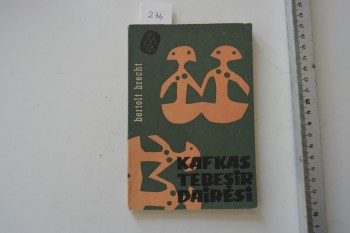 276
bertolt brecht
KAFKAS
TEBEŞİR
DAİRESİ